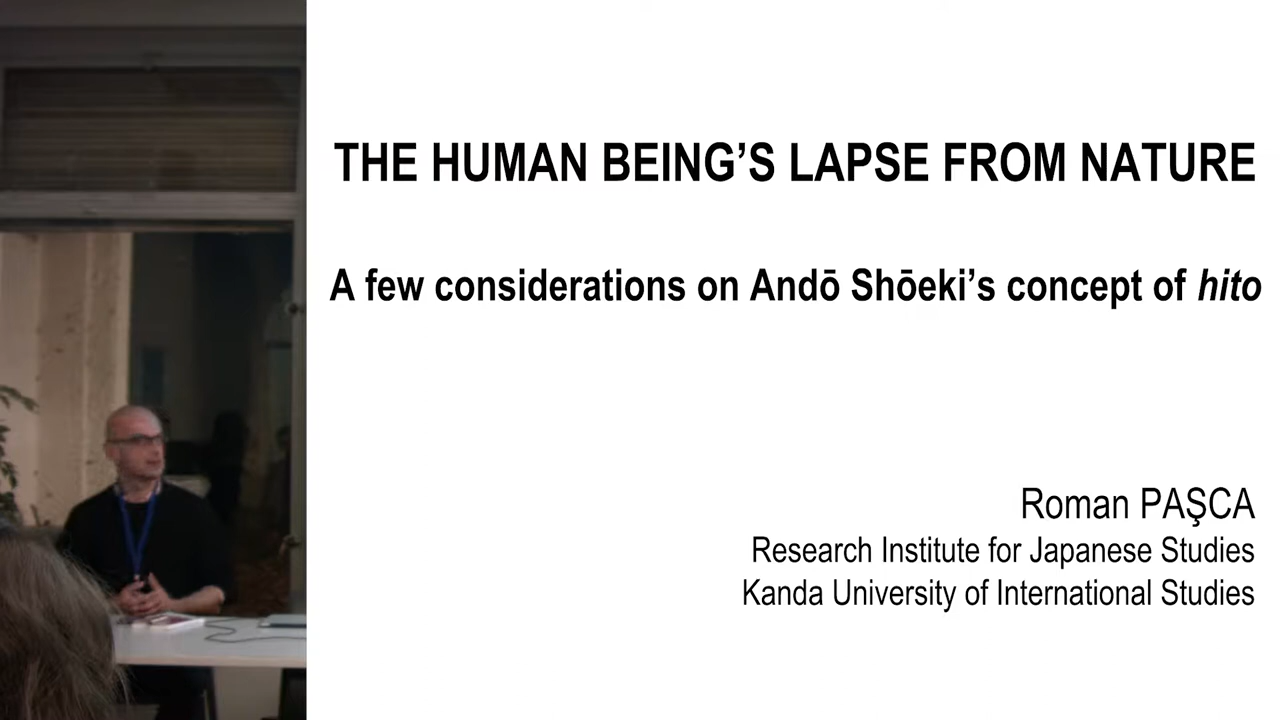 THE HUMAN BEING’S LAPSE FROM NATURE
A few considerations on Andō Shōeki’s concept of hito
Roman PAŞCA
Research Institute for Japanese Studies
Kanda University of International Studies